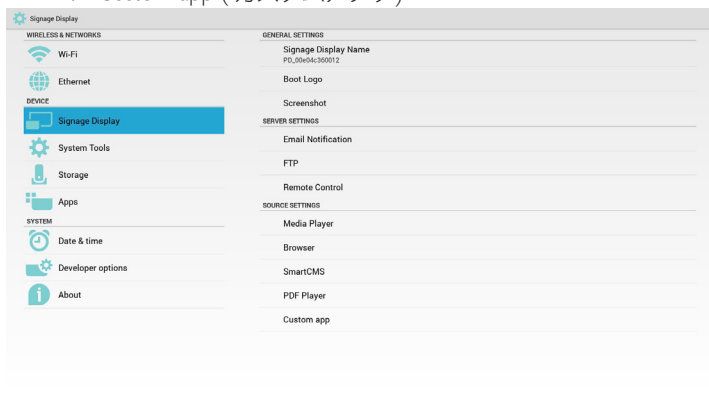 Custom app (
Signage Display
WIRELESS & NETWORKS
Wi-Fi
Ethernet
DEVICE
Signage Display
System Tools
Storage
Apps
SYSTEM
Date & time
Developer options
About
GENERAL SETTINGS
Signage Display Name
PD_00e04c360012
Boot Logo
Screenshot
SERVER SETTINGS
Email Notification
FTP
Remote Control
SOURCE SETTINGS
Media Player
Browser
SmartCMS
PDF Player
Custom app